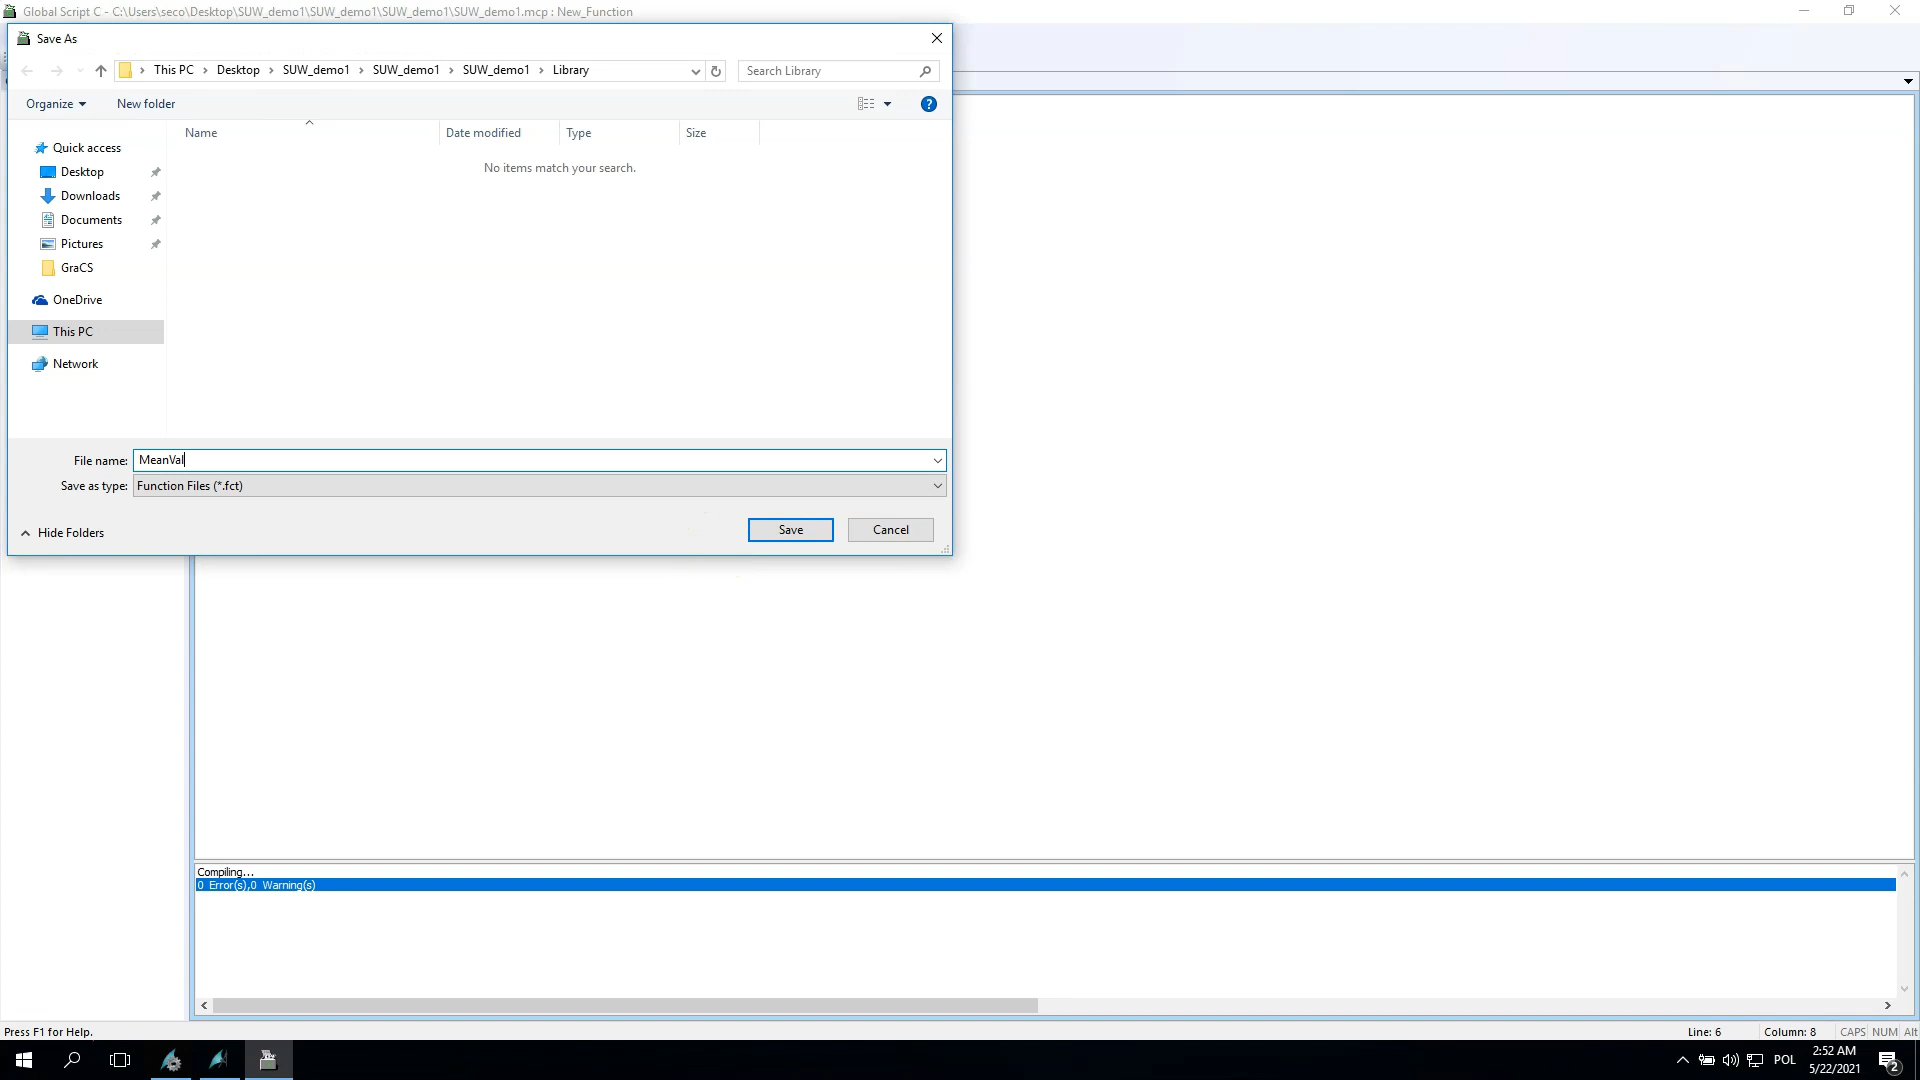 Global Script C - C:\Users\seco\Desktop\SUW_demo1\SUW_demo1\SUW_demo1\SUW_demo1.mcp : New_Function
Save As
This PC > Desktop > SUW_demo1 > SUW_demo1 > SUW_demo1 > Library
Search Library
Organize
New folder
Name
Date modified
Type
Size
No items match your search.
Quick access
Desktop
Downloads
Documents
Pictures
GraCS
OneDrive
This PC
Network
File name: MeanVal
Save as type: Function Files (*.fct)
Hide Folders
Save
Cancel
Compiling...
0 Error(s),0 Warning(s)
Press F1 for Help.
Line: 6
Column: 8
CAPS NUM Alt
POL
2:52 AM
5/22/2021
2